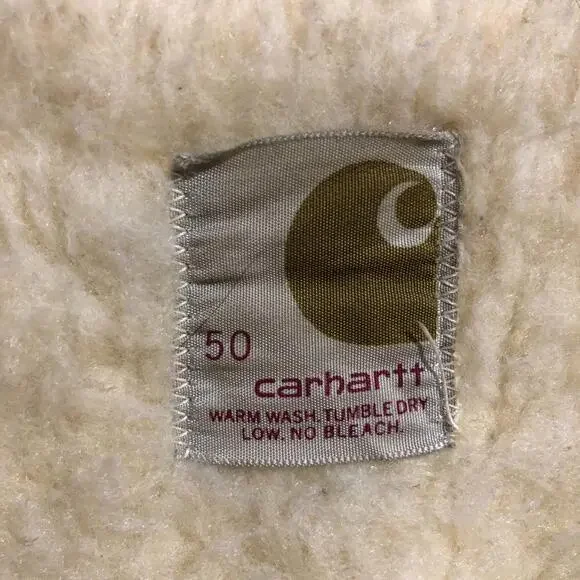 50
carhartt
WARM WASH. TUMBLE DRY
LOW. NO BLEACH.